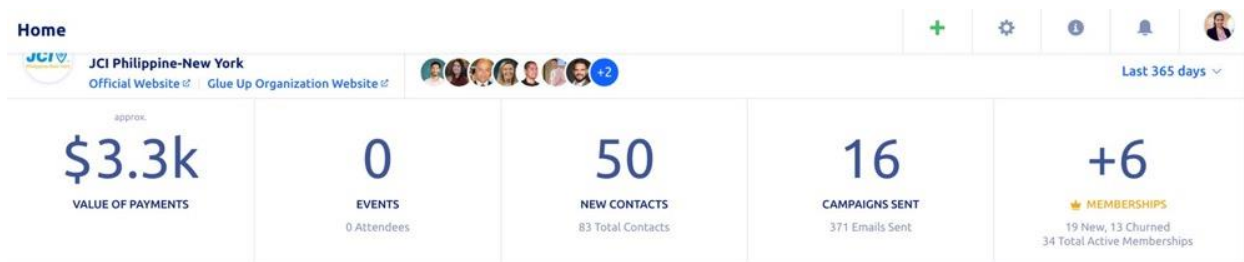 Home
JCI
JCI Philippine-New York
Official Website | Glue Up Organization Website
+2
Last 365 days
approx.
$3.3k
VALUE OF PAYMENTS
0
EVENTS
0 Attendees
50
NEW CONTACTS
83 Total Contacts
16
CAMPAIGNS SENT
371 Emails Sent
+6
MEMBERSHIPS
19 New, 13 Churned
34 Total Active Memberships